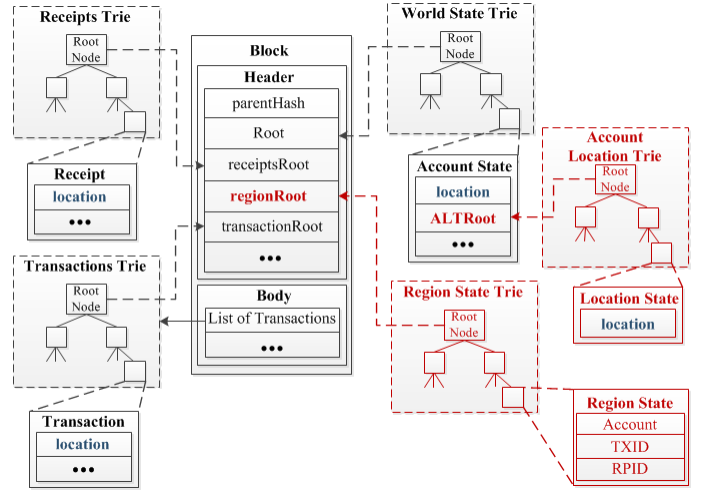 Receipts Trie
Root
Node
Receipt
location
•••
Transactions Trie
Root
Node
Transaction
location
•••
Block
Header
parentHash
Root
receiptsRoot
regionRoot
transactionRoot
•••
Body
List of Transactions
•••
World State Trie
Root
Node
Account State
location
ALTRoot
•••
Account
Location Trie
Root
Node
Location State
location
Region State Trie
Root
Node
Region State
Account
TXID
RPID